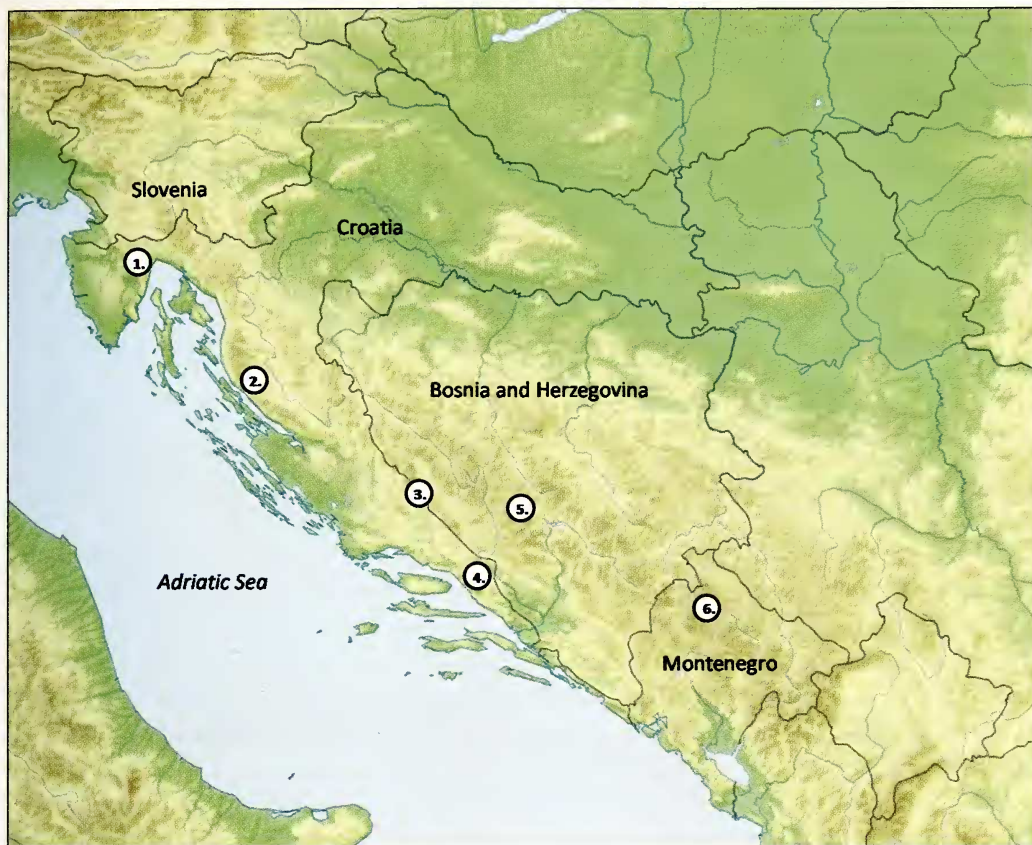 Slovenia
Croatia
1.
2.
Bosnia and Herzegovina
3.
5.
Adriatic Sea
4.
6.
Montenegro